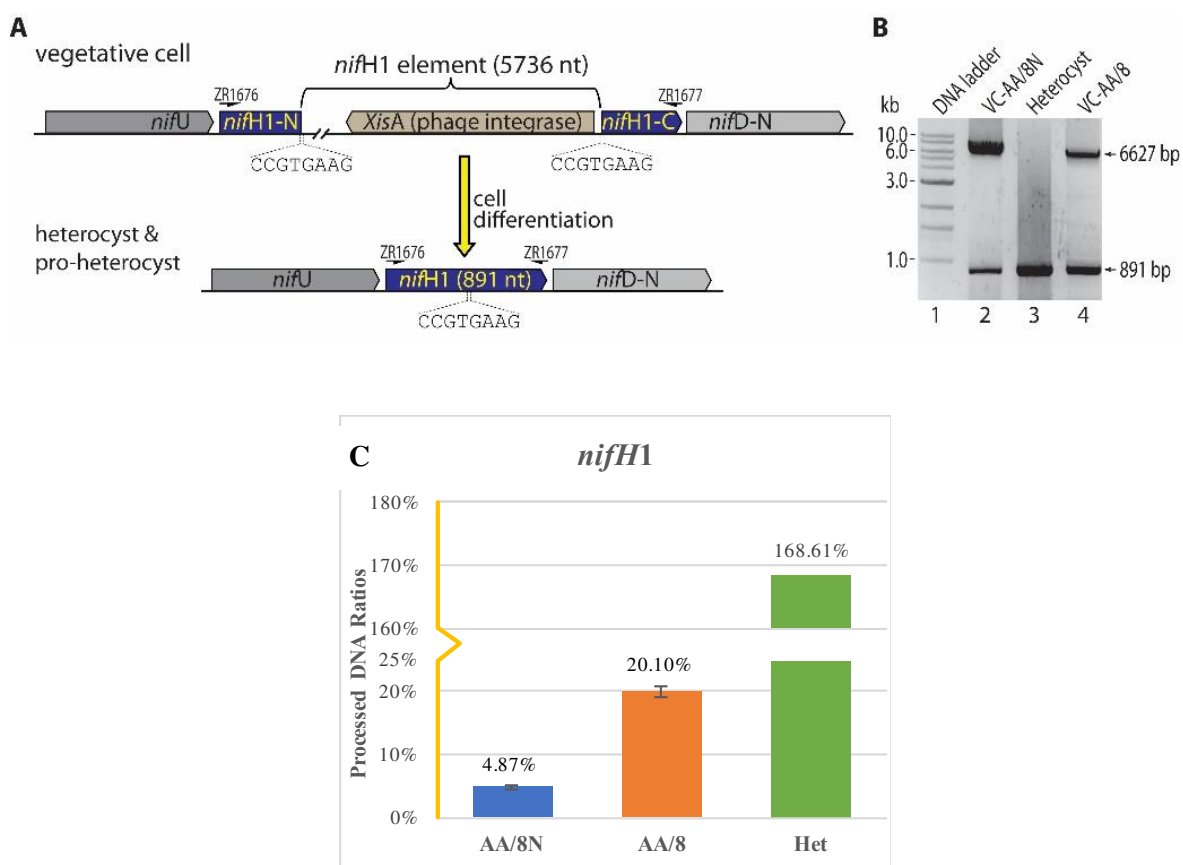 A
vegetative cell
nifH1 element (5736 nt)
ZR1676
ZR1677
nifU
nifH1-N
XisA (phage integrase)
nifH1-C
nifD-N
CCGTGAAG
CCGTGAAG
cell
differentiation
heterocyst &
pro-heterocyst
ZR1676
ZR1677
nifU
nifH1 (891 nt)
nifD-N
CCGTGAAG
B
kb
DNA ladder
VC-AA/8N
Heterocyst
VC-AA/8
10.0-
6.0-
3.0-
1.0-
6627 bp
891 bp
1 2 3 4
C
nifH1
Processed DNA Ratios
180%
170%
160%
25%
20%
10%
0%
4.87%
20.10%
168.61%
AA/8N AA/8 Het